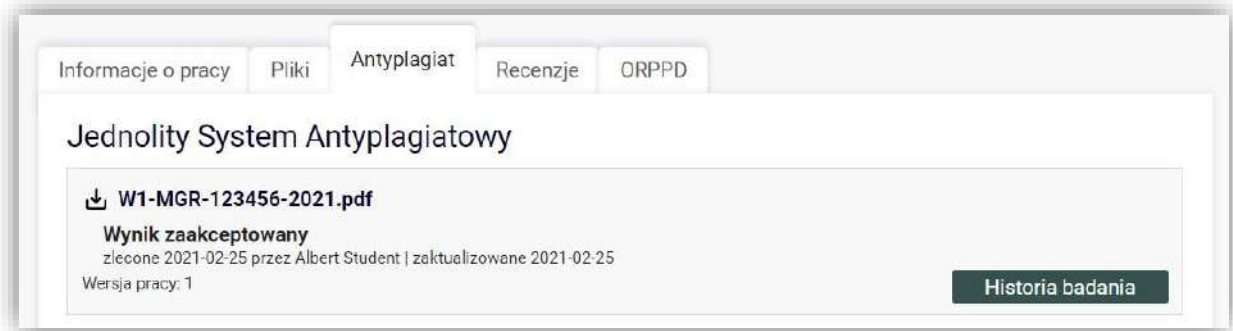 Informacje o pracy Pliki Antyplagiat Recenzje ORPPD
Jednolity System Antyplagiatowy
W1-MGR-123456-2021.pdf
Wynik zaakceptowany
zlecone 2021-02-25 przez Albert Student | zaktualizowane 2021-02-25
Wersja pracy: 1
Historia badania